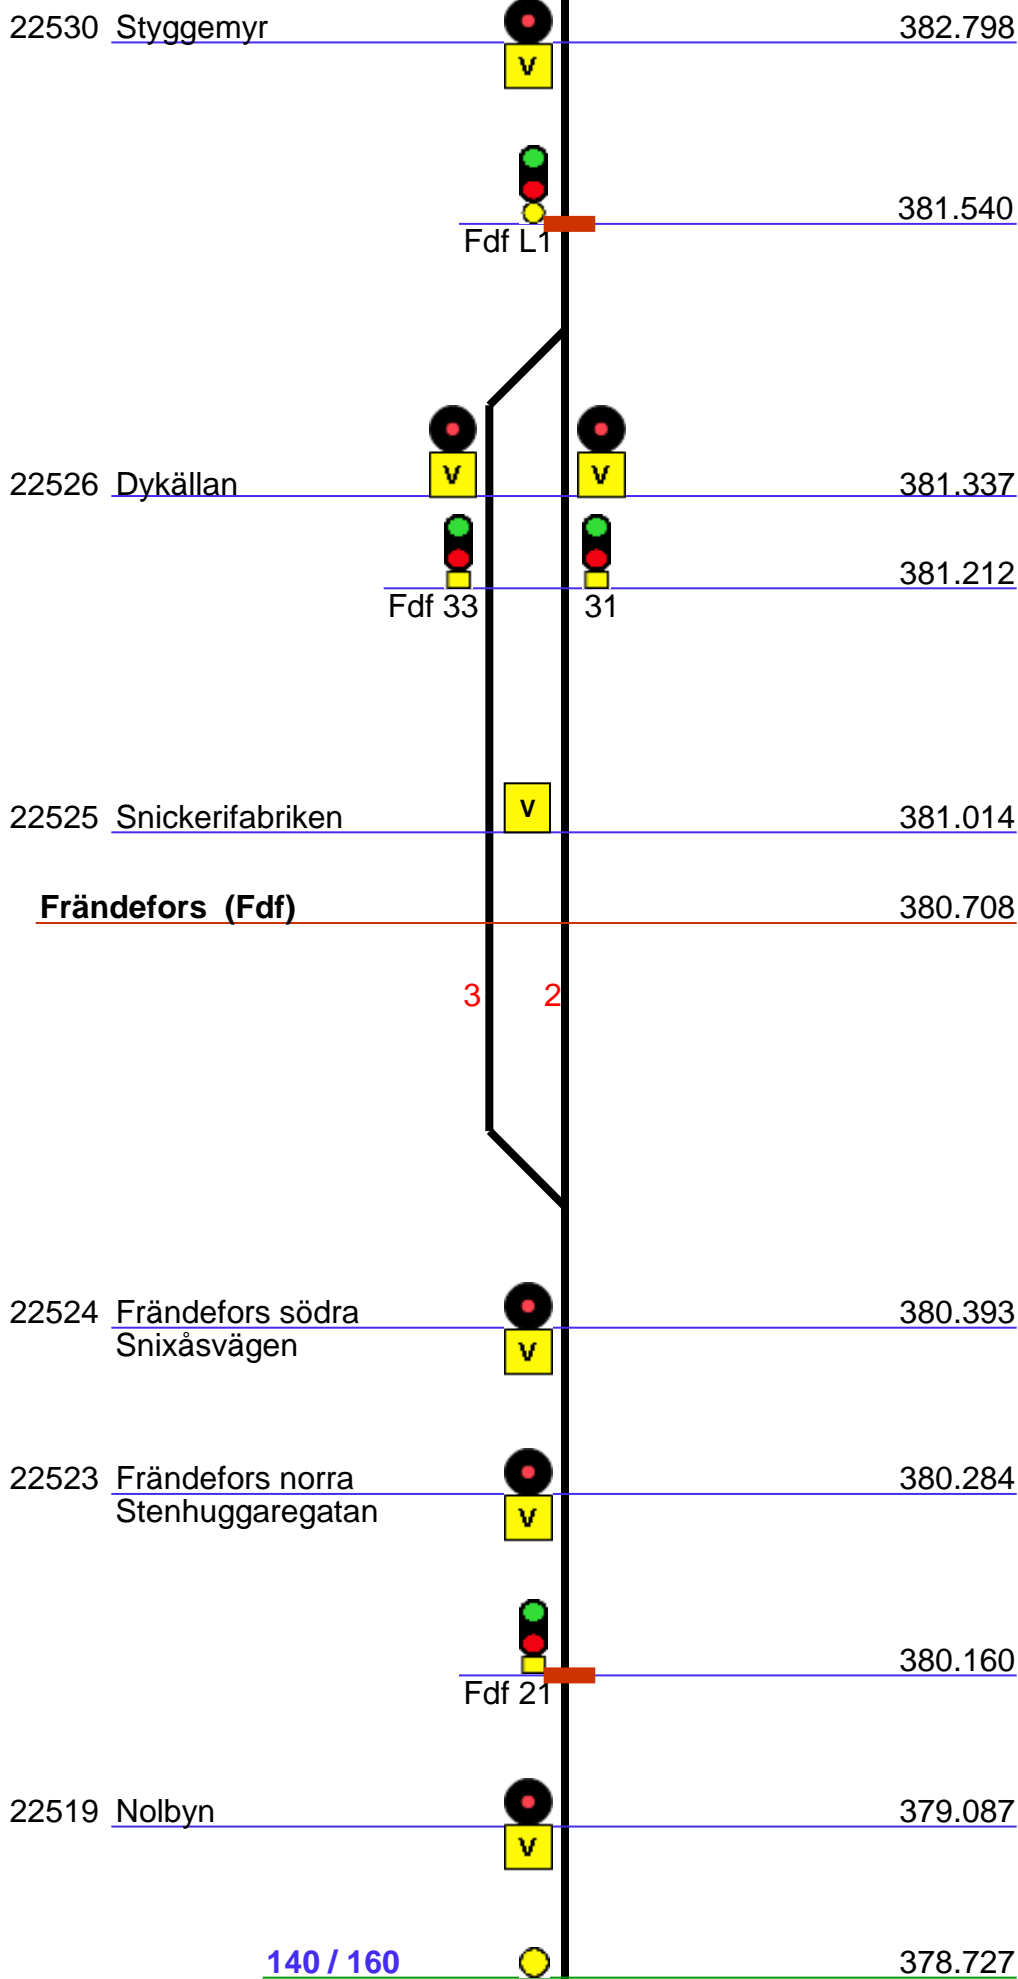 22530 Styggemyr 382.798
V
381.540
Fdf L1
V V
22526 Dykällan 381.337
381.212
Fdf 33 31
V
22525 Snickerifabriken 381.014
Frändefors (Fdf) 380.708
3 2
22524 Frändefors södra 380.393
Snixåsvägen
V
22523 Frändefors norra 380.284
Stenhuggaregatan
V
380.160
Fdf 21
22519 Nolbyn 379.087
V
140 / 160 378.727